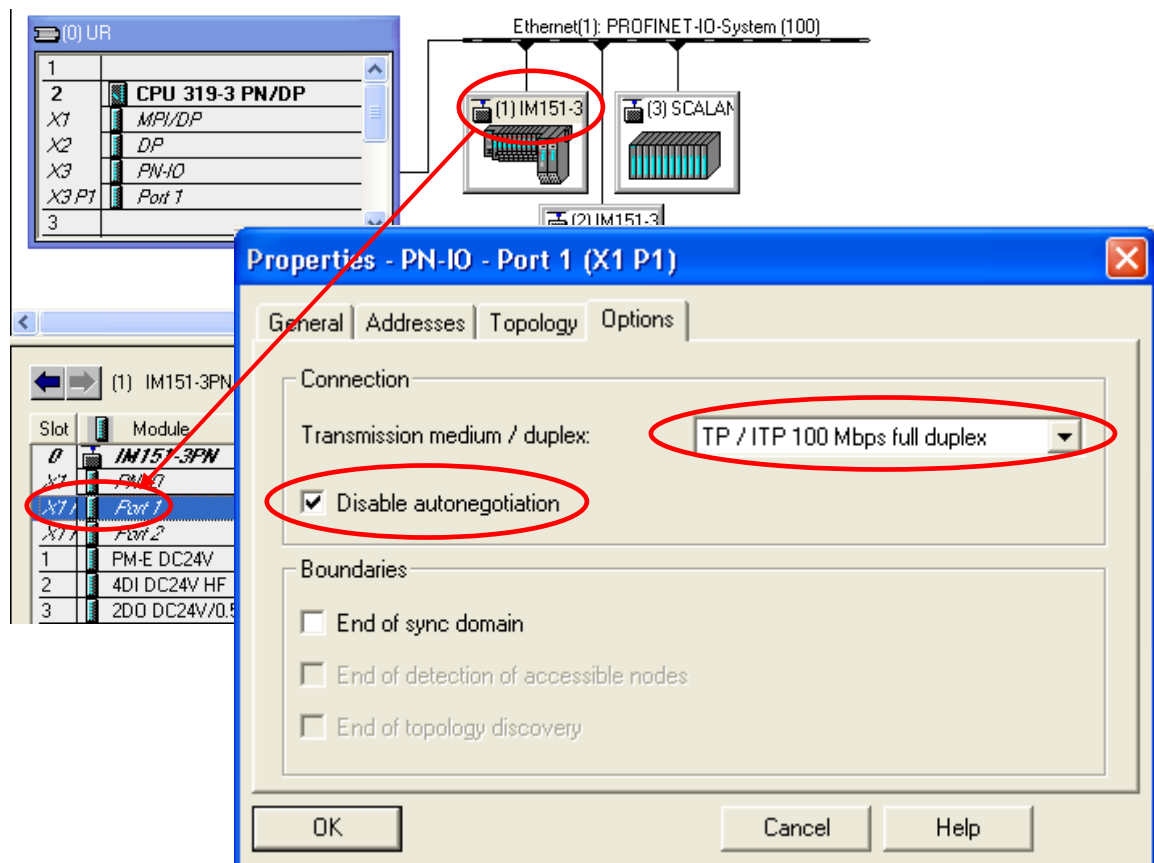 (0) UR
1
2 CPU 319-3 PN/DP
X1 MPI/DP
X2 DP
X3 PN-IO
X3 P1 Port 1
3
Ethernet(1): PROFINET-IO-System (100)
(1) IM151-3
(3) SCALAN
(2) IM151-3
(1) IM151-3PN
Slot Module
0 IM151-3PN
X1 PN-IO
X1 Port 1
X1 Port 2
1 PM-E DC24V
2 4DI DC24V HF
3 2DO DC24V/0.5
Properties - PN-IO - Port 1 (X1 P1)
General Addresses Topology Options
Connection
Transmission medium / duplex: TP / ITP 100 Mbps full duplex
Disable autonegotiation
Boundaries
End of sync domain
End of detection of accessible nodes
End of topology discovery
OK Cancel Help